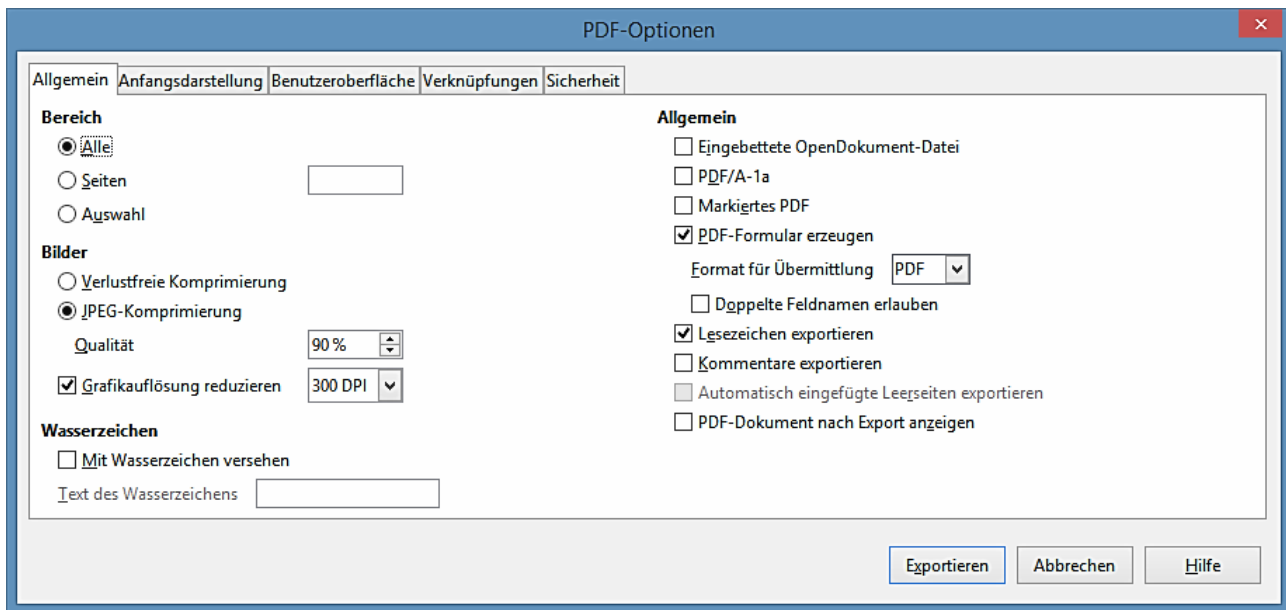 PDF-Optionen
Allgemein Anfangsdarstellung Benutzeroberfläche Verknüpfungen Sicherheit
Bereich
Alle
Seiten
Auswahl
Bilder
Verlustfreie Komprimierung
JPEG-Komprimierung
Qualität 90 %
Grafikauflösung reduzieren 300 DPI
Wasserzeichen
Mit Wasserzeichen versehen
Text des Wasserzeichens
Allgemein
Eingebettete OpenDokument-Datei
PDF/A-1a
Markiertes PDF
PDF-Formular erzeugen
Format für Übermittlung PDF
Doppelte Feldnamen erlauben
Lesezeichen exportieren
Kommentare exportieren
Automatisch eingefügte Leerseiten exportieren
PDF-Dokument nach Export anzeigen
Exportieren Abbrechen Hilfe